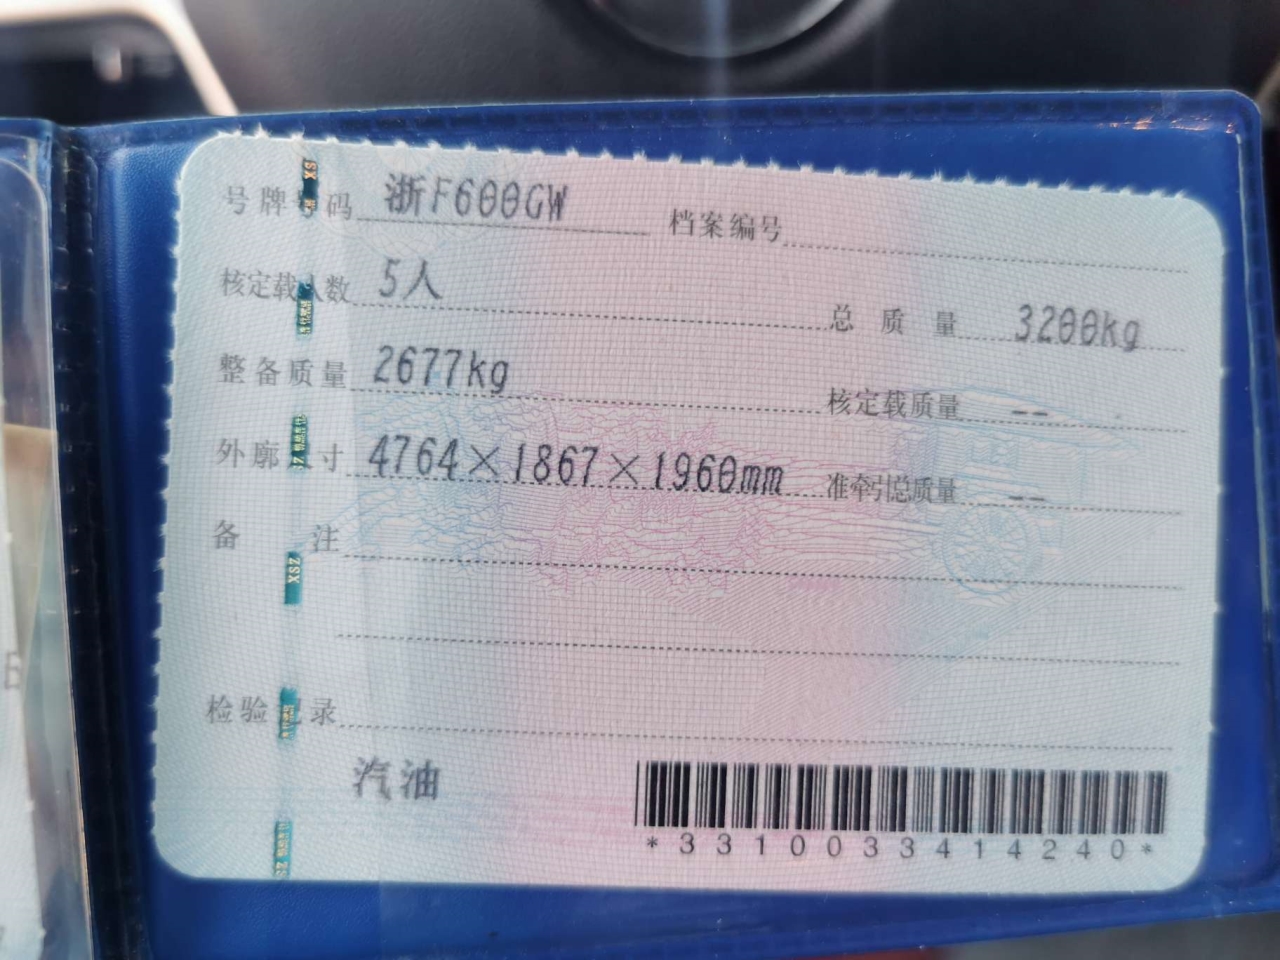 号牌号码 浙F600GW 档案编号
核定载人数 5人 总质量 3200kg
整备质量 2677kg 核定载质量 --
外廓尺寸 4764×1867×1960mm 准牵引总质量 --
备注
检验记录
汽油
*3310033414240*
XSZ